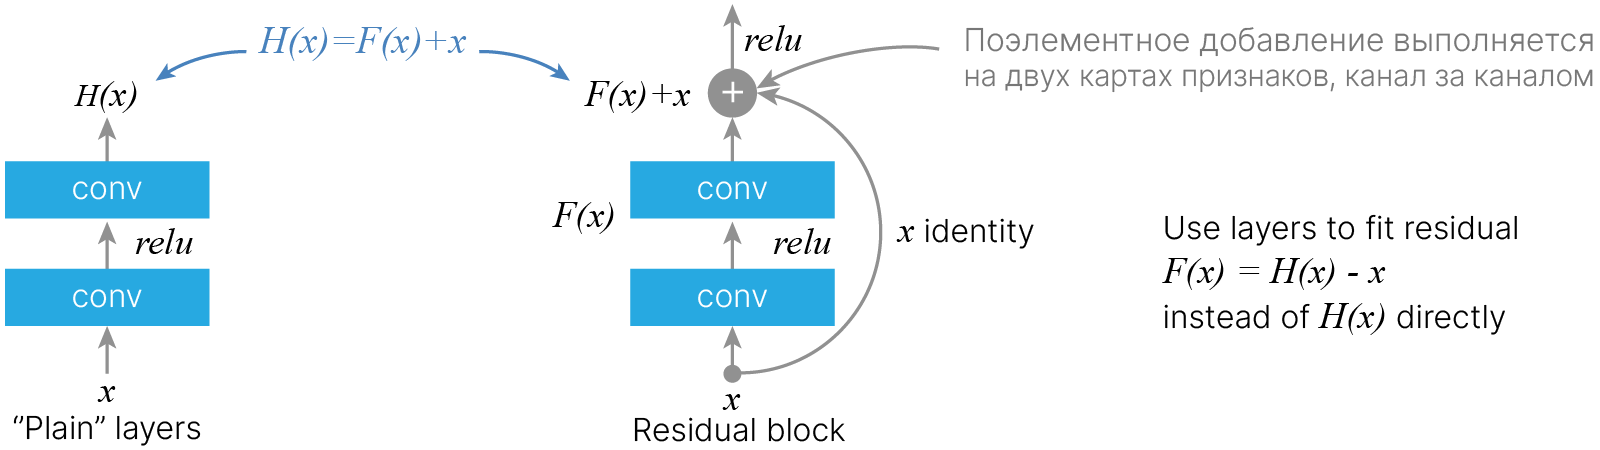 H(x)=F(x)+x
H(x)
conv
relu
conv
x
"Plain" layers
relu
F(x)+x
+
conv
F(x)
relu
conv
x identity
x
Residual block
Поэлементное добавление выполняется
на двух картах признаков, канал за каналом
Use layers to fit residual
F(x) = H(x) - x
instead of H(x) directly